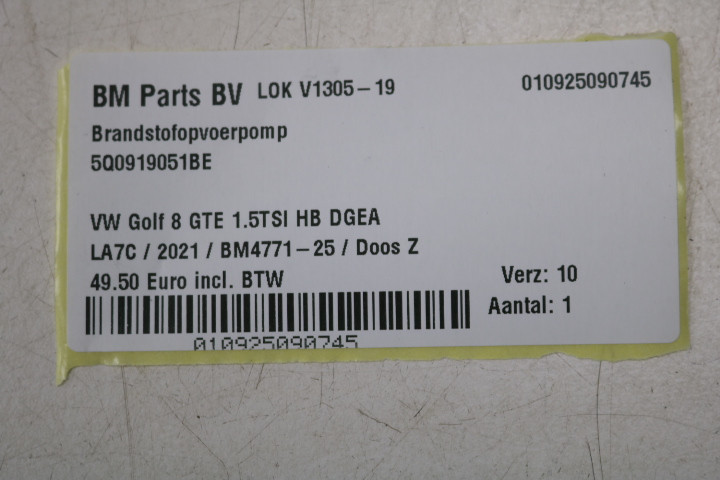 BM Parts BV LOK V1305-19 010925090745
Brandstofopvoerpomp
5Q0919051BE
VW Golf 8 GTE 1.5TSI HB DGEA
LA7C / 2021 / BM4771-25 / Doos Z
49.50 Euro incl. BTW Verz: 10
Aantal: 1
010925090745